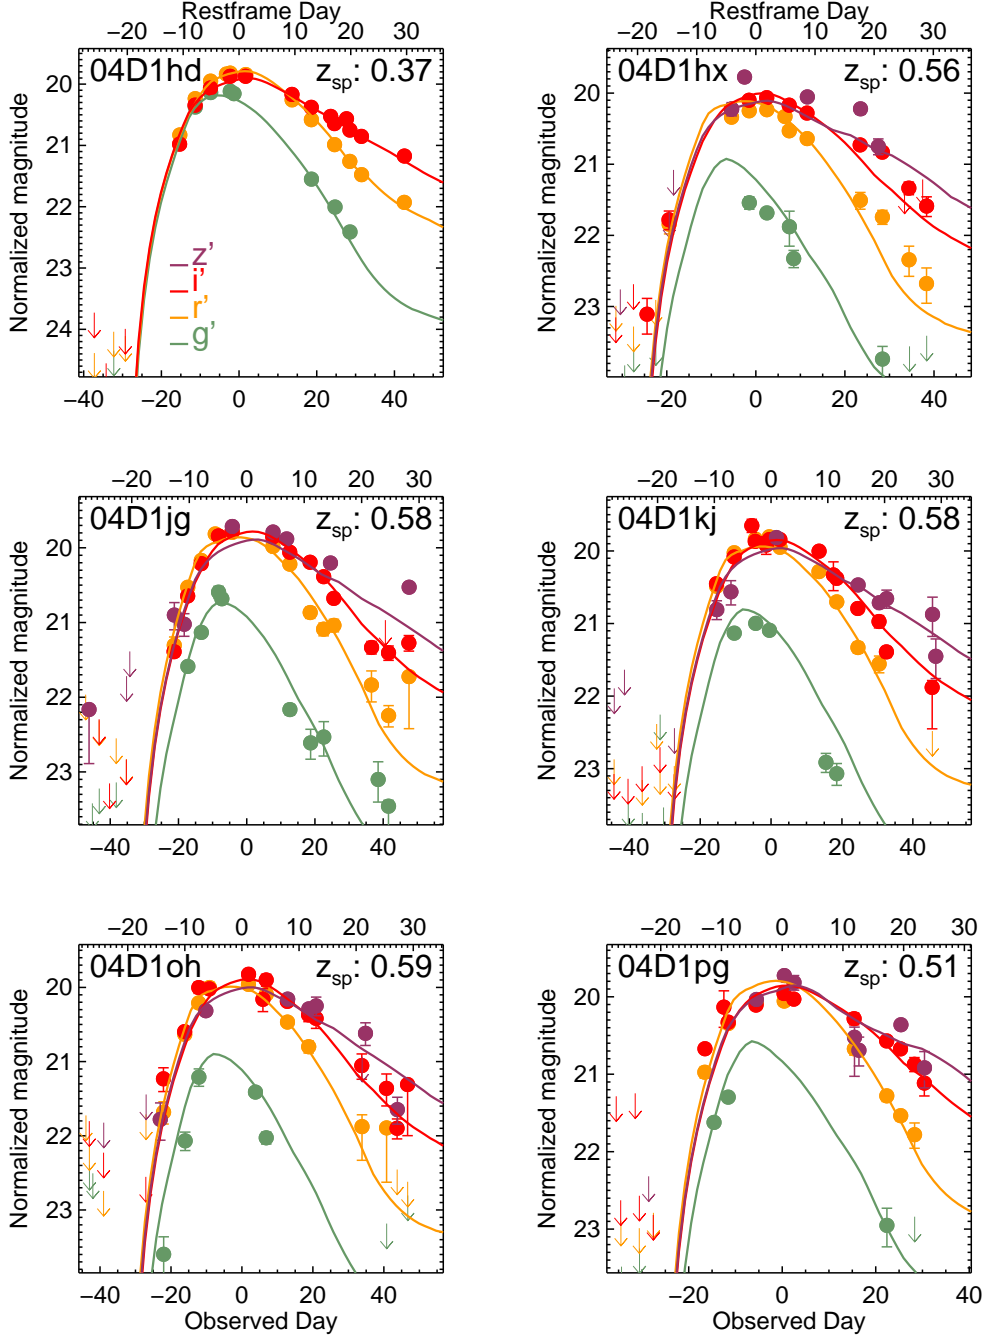 Restframe Day Restframe Day
−20 −10 0 10 20 30 −20 −10 0 10 20 30
04D1hd z_sp: 0.37 04D1hx z_sp: 0.56
Normalized magnitude 20 21 22 23 24
z'
i'
r'
g'
Normalized magnitude 20 21 22 23
−40 −20 0 20 40 −20 0 20 40
−20 −10 0 10 20 30 −20 −10 0 10 20 30
04D1jg z_sp: 0.58 04D1kj z_sp: 0.58
Normalized magnitude 20 21 22 23
Normalized magnitude 20 21 22 23
−40 −20 0 20 40 −40 −20 0 20 40
−20 −10 0 10 20 30 −20 −10 0 10 20 30
04D1oh z_sp: 0.59 04D1pg z_sp: 0.51
Normalized magnitude 20 21 22 23
Normalized magnitude 20 21 22 23
−40 −20 0 20 40 −20 0 20 40
Observed Day Observed Day